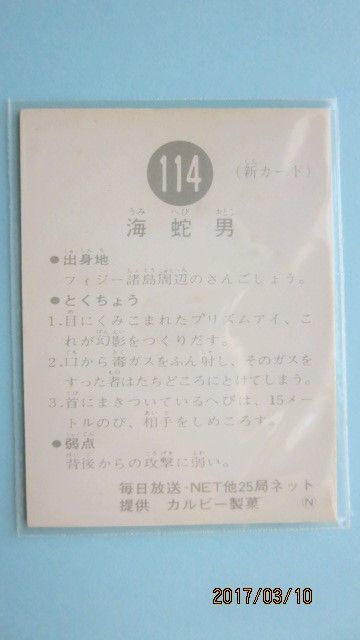 114
(新カード)
海蛇男
●出身地
フィジー諸島周辺のさんごしょう。
●とくちょう
1.目にくみこまれたプリズムアイ、こ
れが幻影をつくりだす。
2.口から毒ガスをふん射し、そのガスを
すった者はたちどころにとけてしまう。
3.首にまきついているへびは、15メー
トルのび、相手をしめころす。
●弱点
背後からの攻撃に弱い。
毎日放送・NET他25局ネット
提供 カルビー製菓 Ⓝ
2017/03/10